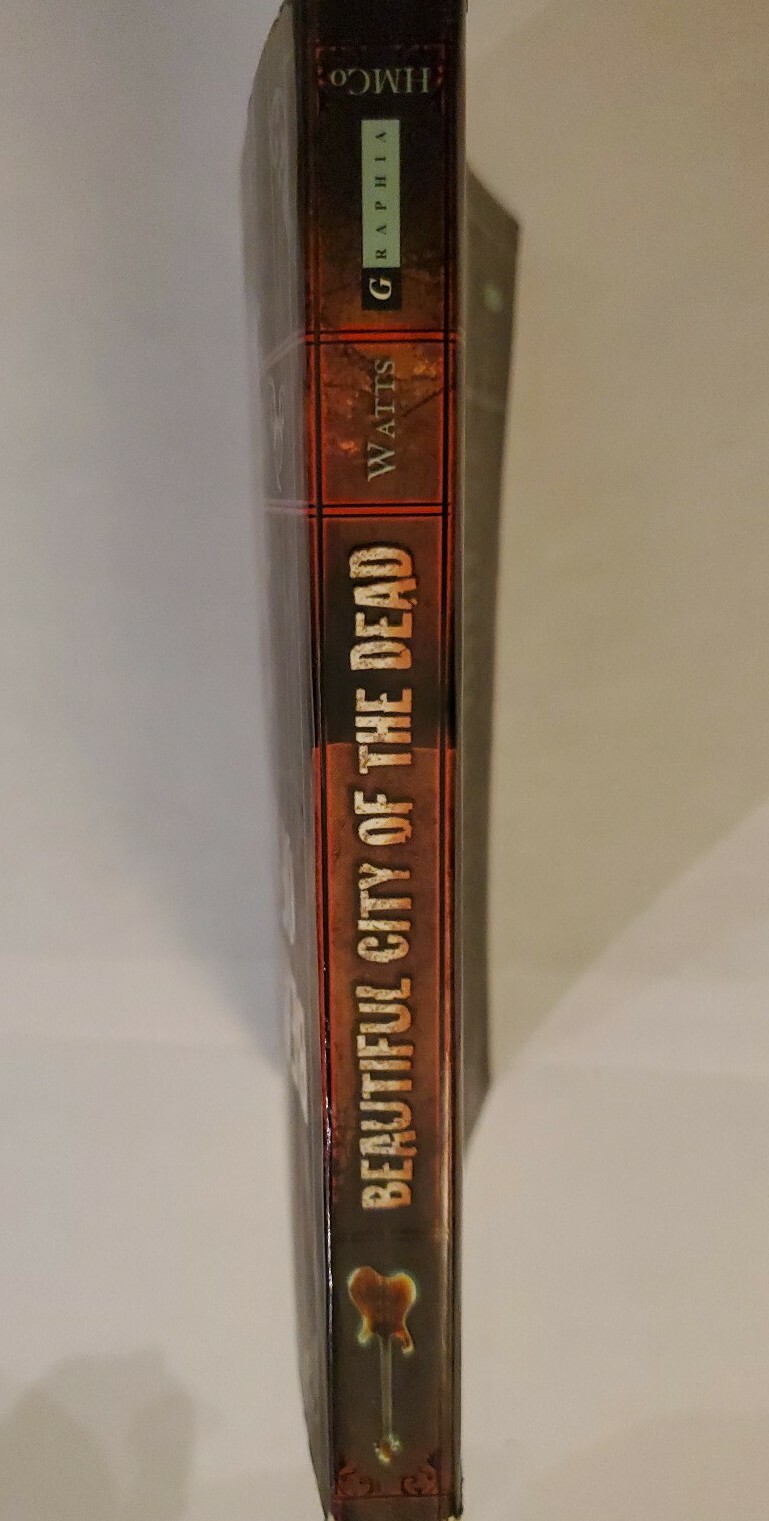 BEAUTIFUL CITY OF THE DEAD
WATTS
GRAPHIA
HMCo